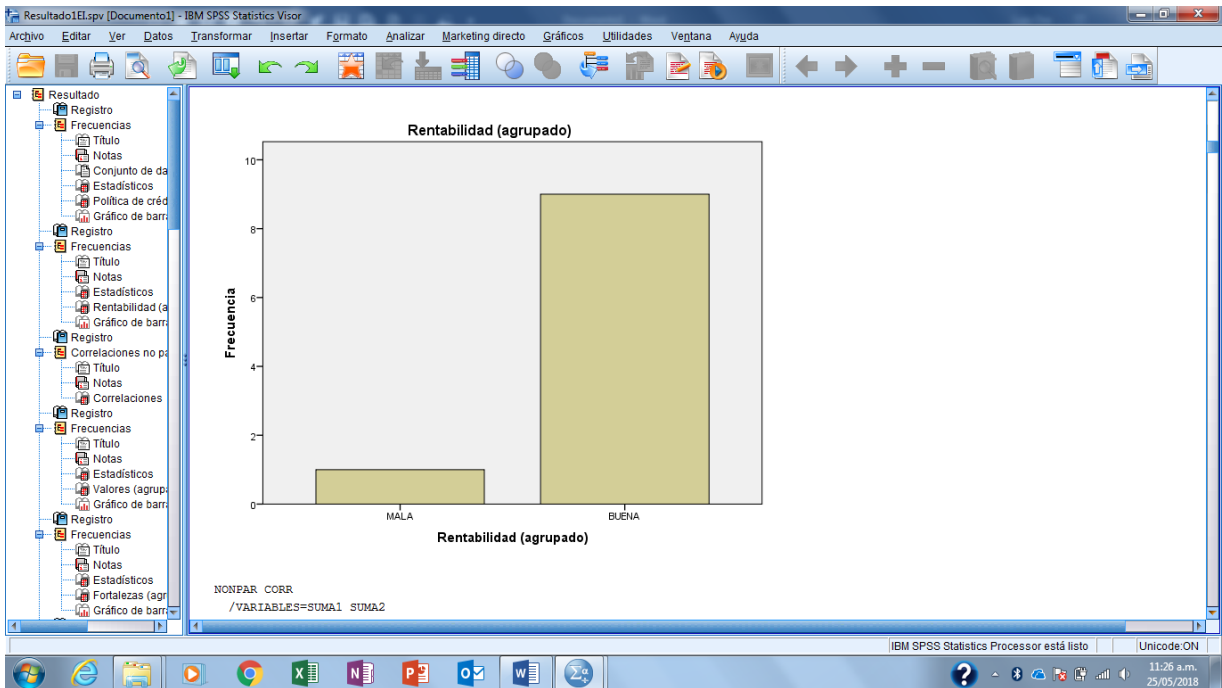 Resultado1EI.spv [Documento1] - IBM SPSS Statistics Visor
Archivo Editar Ver Datos Transformar Insertar Formato Analizar Marketing directo Gráficos Utilidades Ventana Ayuda
Resultado
Registro
Frecuencias
Título
Notas
Conjunto de da
Estadísticos
Política de créd
Gráfico de barra
Registro
Frecuencias
Título
Notas
Estadísticos
Rentabilidad (a
Gráfico de barra
Registro
Correlaciones no pa
Título
Notas
Correlaciones
Registro
Frecuencias
Título
Notas
Estadísticos
Valores (agrupa
Gráfico de barra
Registro
Frecuencias
Título
Notas
Estadísticos
Fortalezas (agr
Gráfico de barra
Rentabilidad (agrupado)
Frecuencia
10
8
6
4
2
0
MALA BUENA
Rentabilidad (agrupado)
NONPAR CORR
/VARIABLES=SUMA1 SUMA2
IBM SPSS Statistics Processor está listo Unicode:ON
11:26 a.m.
25/05/2018